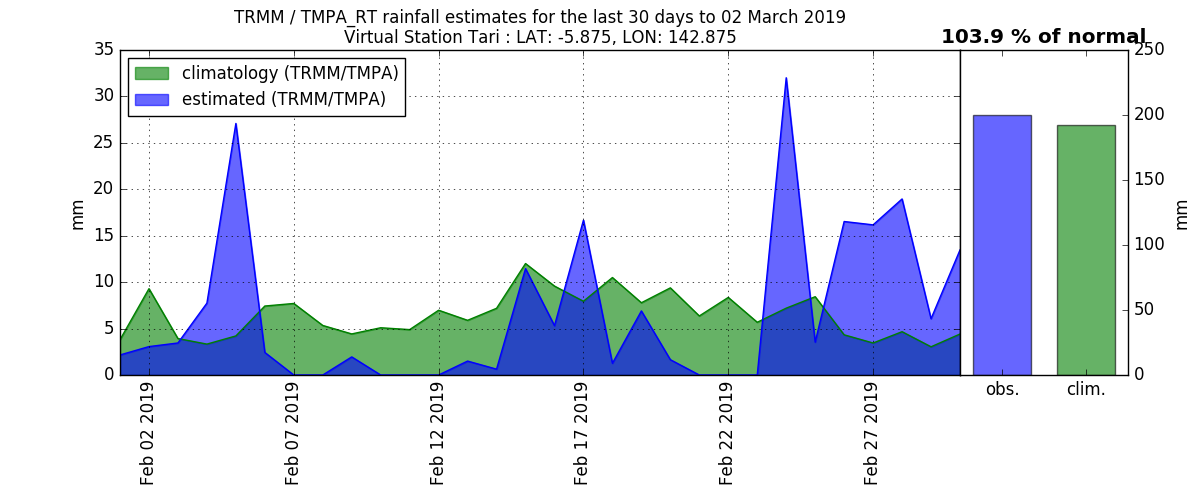 TRMM / TMPA_RT rainfall estimates for the last 30 days to 02 March 2019
Virtual Station Tari : LAT: -5.875, LON: 142.875
103.9 % of normal
climatology (TRMM/TMPA)
estimated (TRMM/TMPA)
mm
35
30
25
20
15
10
5
0
Feb 02 2019
Feb 07 2019
Feb 12 2019
Feb 17 2019
Feb 22 2019
Feb 27 2019
obs.
clim.
250
200
150
100
50
0
mm